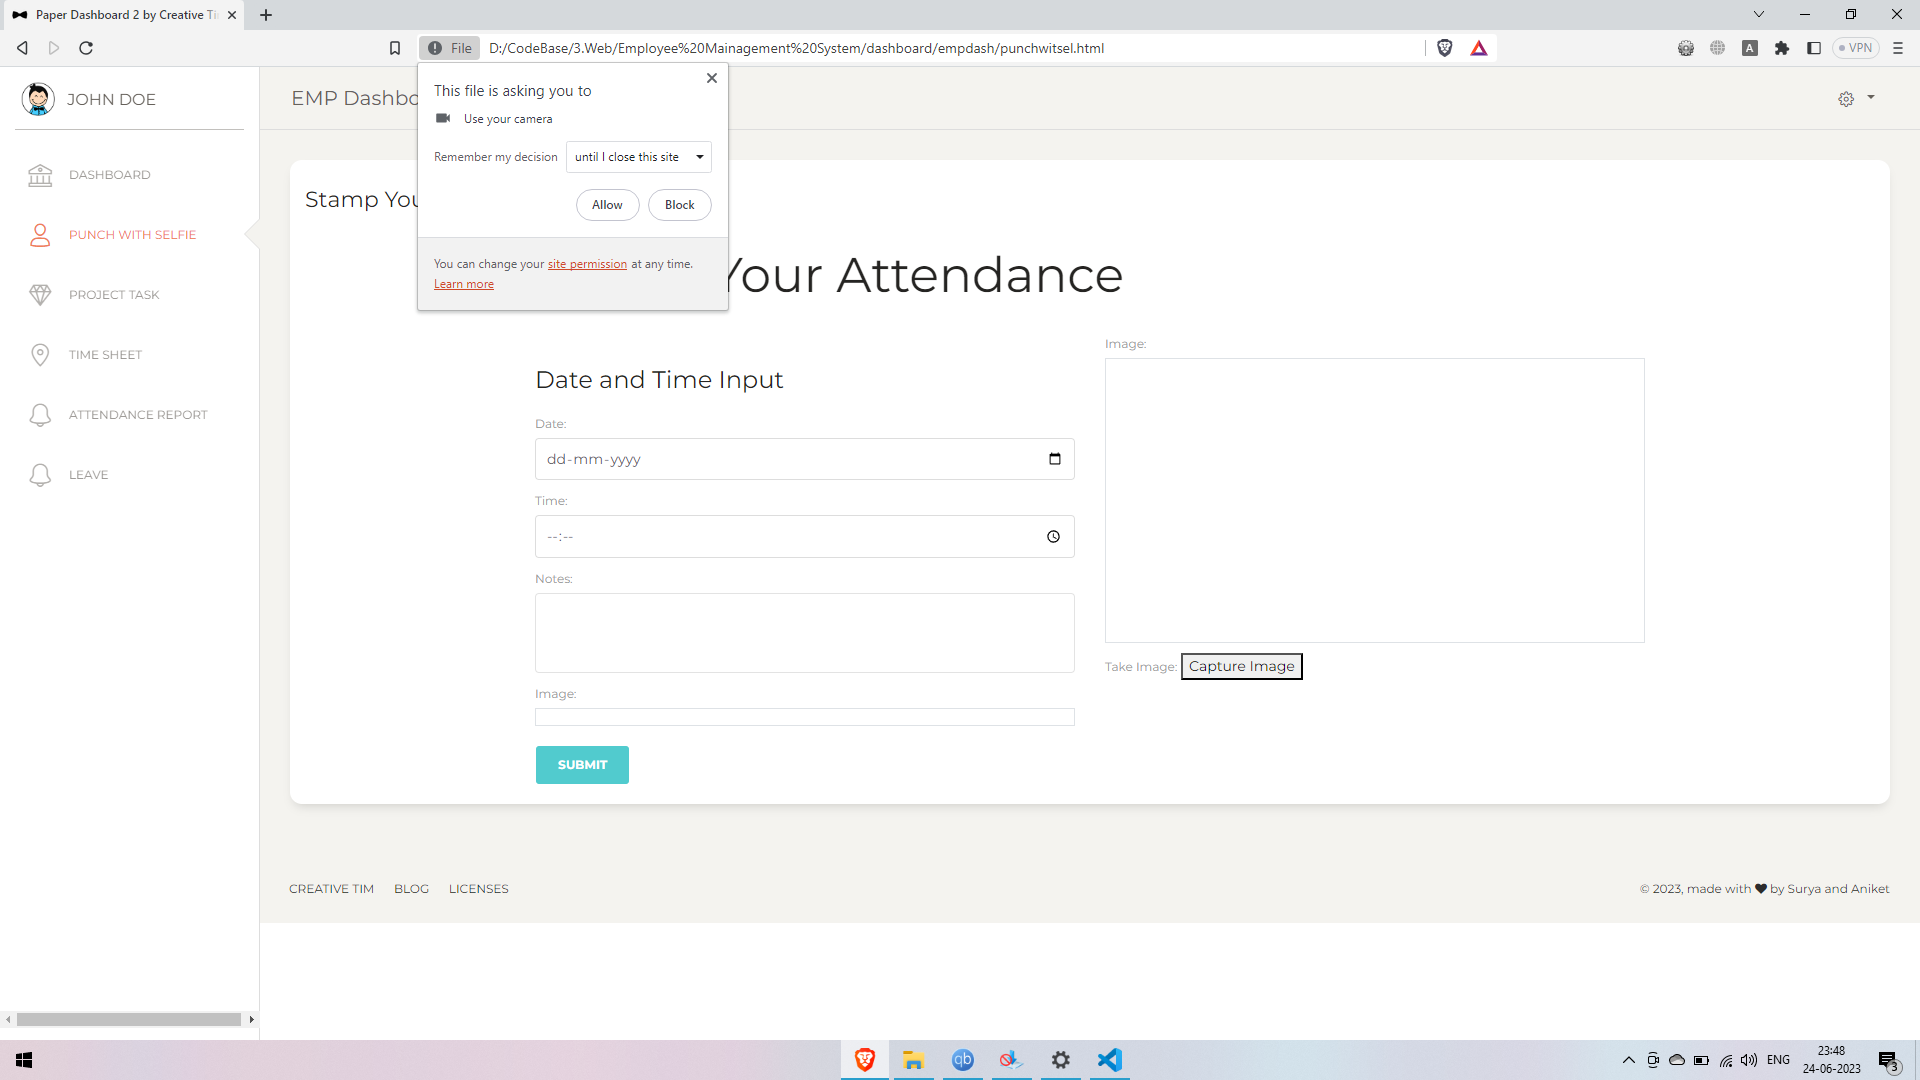 Paper Dashboard 2 by Creative Ti
File
D:/CodeBase/3.Web/Employee%20Mainagement%20System/dashboard/empdash/punchwitsel.html
A
VPN
This file is asking you to
Use your camera
Remember my decision
until I close this site
Allow
Block
You can change your site permission at any time.
Learn more
JOHN DOE
DASHBOARD
PUNCH WITH SELFIE
PROJECT TASK
TIME SHEET
ATTENDANCE REPORT
LEAVE
EMP Dashbo
Stamp You
Your Attendance
Date and Time Input
Date:
dd-mm-yyyy
Time:
--:--
Notes:
Image:
SUBMIT
Image:
Take Image: Capture Image
CREATIVE TIM
BLOG
LICENSES
© 2023, made with ♥ by Surya and Aniket
qb
ENG
23:48
24-06-2023
3